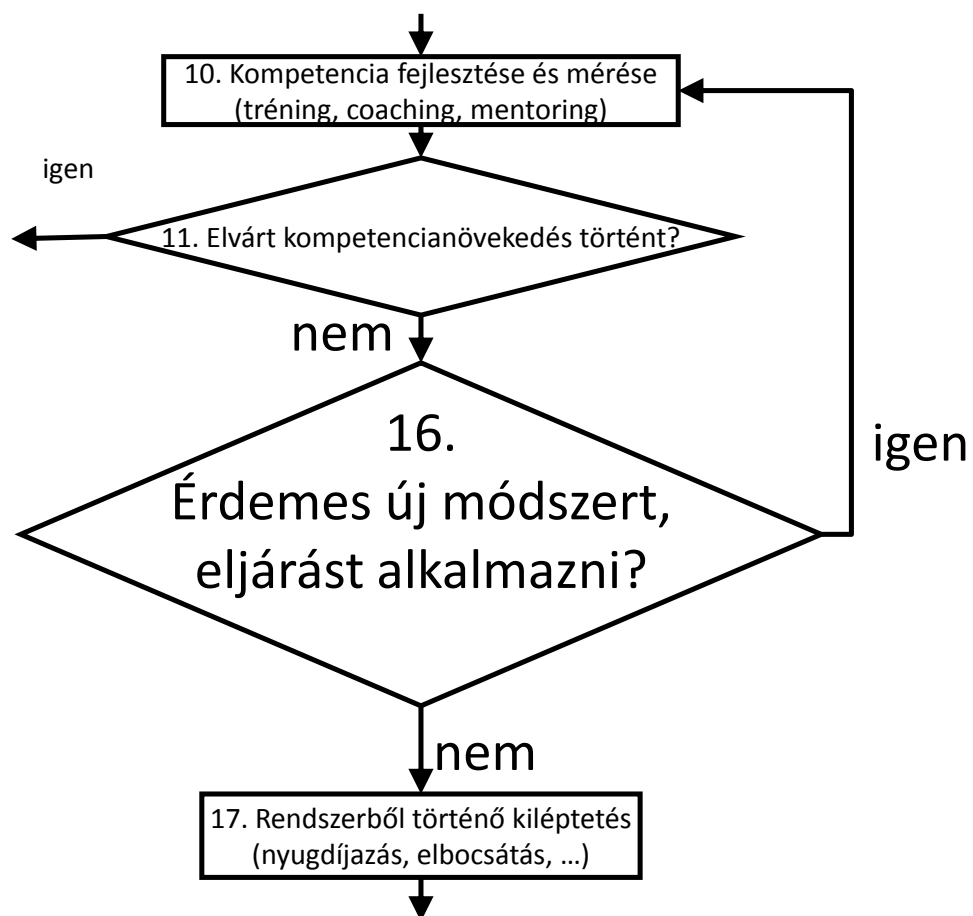 10. Kompetencia fejlesztése és mérése
(tréning, coaching, mentoring)
igen
11. Elvárt kompetencianövekedés történt?
nem
16.
Érdemes új módszert,
eljárást alkalmazni?
igen
nem
17. Rendszerből történő kiléptetés
(nyugdíjazás, elbocsátás, ...)